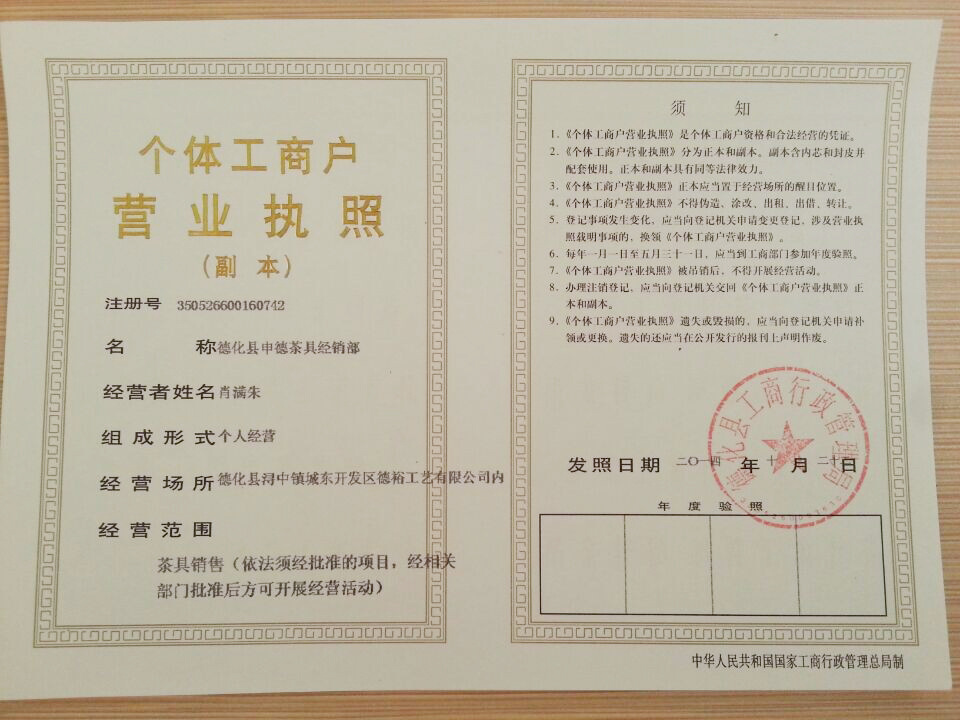 个体工商户
营业执照
(副本)
注册号 350526600160742
名称 德化县申德茶具经销部
经营者姓名 肖满朱
组成形式 个人经营
经营场所 德化县浔中镇城东开发区德裕工艺有限公司内
经营范围
茶具销售(依法须经批准的项目,经相关
部门批准后方可开展经营活动)
须知
1.《个体工商户营业执照》是个体工商户资格和合法经营的凭证。
2.《个体工商户营业执照》分为正本和副本。副本含内芯和封皮并
配套使用。正本和副本具有同等法律效力。
3.《个体工商户营业执照》正本应当置于经营场所的醒目位置。
4.《个体工商户营业执照》不得伪造、涂改、出租、出借、转让。
5.登记事项发生变化,应当向登记机关申请变更登记,涉及营业执
照载明事项的,换领《个体工商户营业执照》。
6.每年一月一日至五月三十一日,应当到工商部门参加年度验照。
7.《个体工商户营业执照》被吊销后,不得开展经营活动。
8.办理注销登记,应当向登记机关交回《个体工商户营业执照》正
本和副本。
9.《个体工商户营业执照》遗失或毁损的,应当向登记机关申请补
领或更换。遗失的还应当在公开发行的报刊上声明作废。
德化县工商行政管理局
发照日期 二〇一四年十月二十日
年度验照
中华人民共和国国家工商行政管理总局制